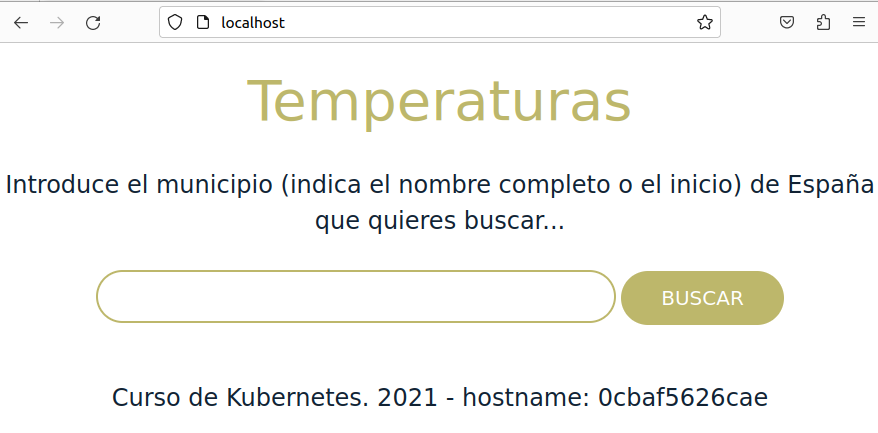 localhost
Temperaturas
Introduce el municipio (indica el nombre completo o el inicio) de España
que quieres buscar...
BUSCAR
Curso de Kubernetes. 2021 - hostname: 0cbaf5626cae